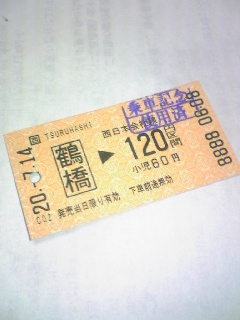 20.-7.14
TSURUHASHI
鶴橋
西日本会社線
▶ 120円区間
小児60円
発売当日限り有効 下車前途無効
乗車記念
使用済
8888 0888